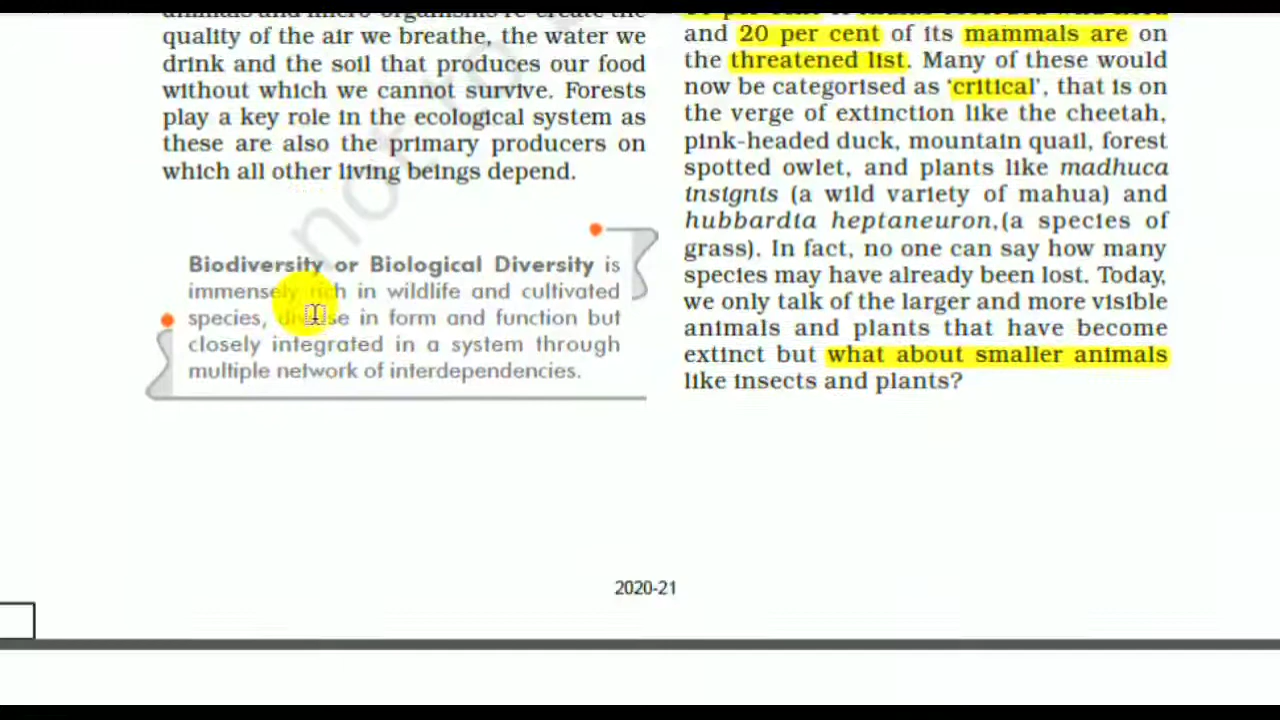 animals and micro-organisms re-create the
quality of the air we breathe, the water we
drink and the soil that produces our food
without which we cannot survive. Forests
play a key role in the ecological system as
these are also the primary producers on
which all other living beings depend.
Biodiversity or Biological Diversity is
immensely rich in wildlife and cultivated
species, diverse in form and function but
closely integrated in a system through
multiple network of interdependencies.
and 20 per cent of its mammals are on
the threatened list. Many of these would
now be categorised as 'critical', that is on
the verge of extinction like the cheetah,
pink-headed duck, mountain quail, forest
spotted owlet, and plants like madhuca
insignis (a wild variety of mahua) and
hubbardia heptaneuron,(a species of
grass). In fact, no one can say how many
species may have already been lost. Today,
we only talk of the larger and more visible
animals and plants that have become
extinct but what about smaller animals
like insects and plants?
not
2020-21